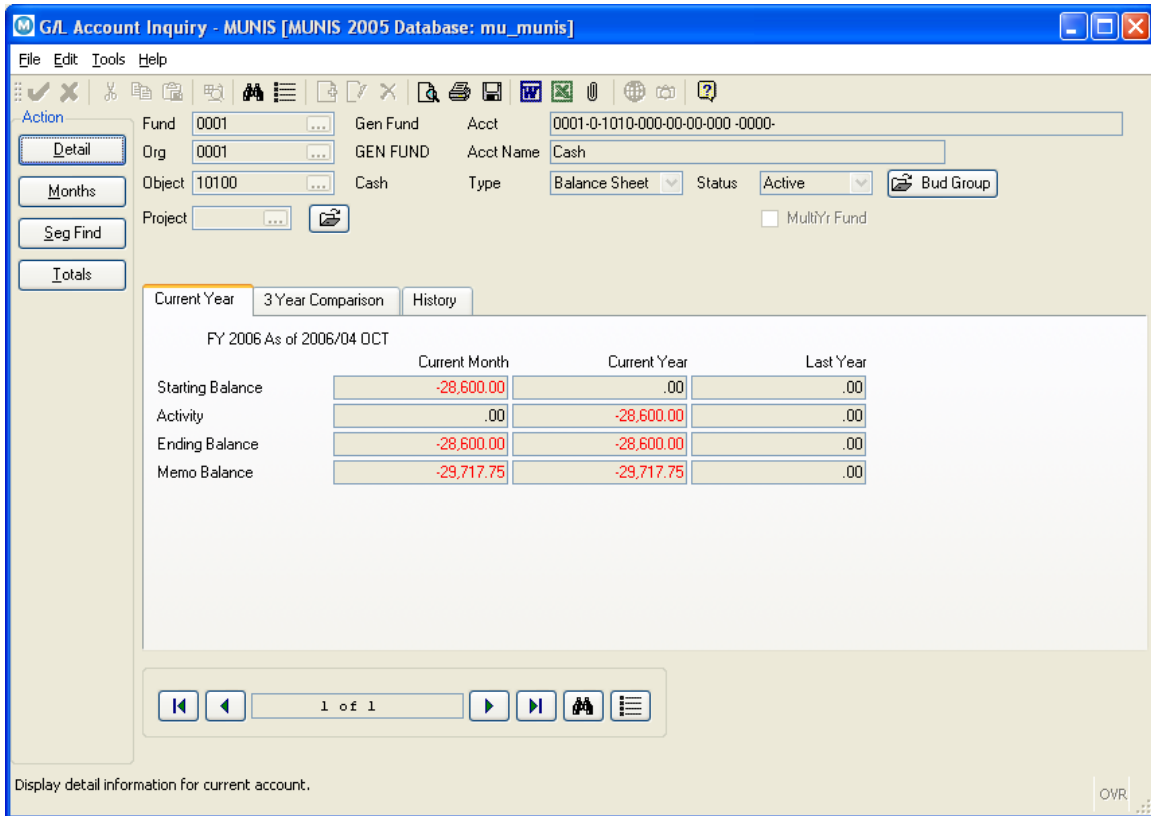 G/L Account Inquiry - MUNIS [MUNIS 2005 Database: mu_munis]
File Edit Tools Help
Action
Detail
Months
Seg Find
Totals
Fund 0001 ... Gen Fund Acct 0001-0-1010-000-00-00-000 -0000-
Org 0001 ... GEN FUND Acct Name Cash
Object 10100 ... Cash Type Balance Sheet Status Active Bud Group
Project ... MultiYr Fund
Current Year 3 Year Comparison History
FY 2006 As of 2006/04 OCT
Current Month Current Year Last Year
Starting Balance -28,600.00 .00 .00
Activity .00 -28,600.00 .00
Ending Balance -28,600.00 -28,600.00 .00
Memo Balance -29,717.75 -29,717.75 .00
1 of 1
Display detail information for current account.
OVR